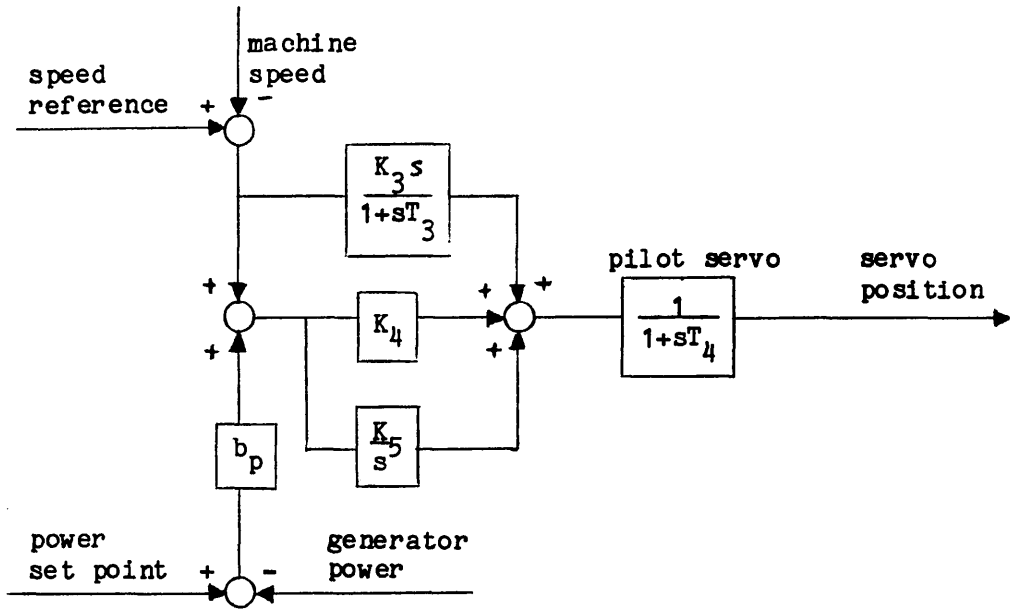 machine
speed
speed
reference
+
-
K₃ s
1+sT₃
pilot servo
servo
position
+
+
+
K₄
1
1+sT₄
+
+
K₅
s
bₚ
power
set point
+
-
generator
power